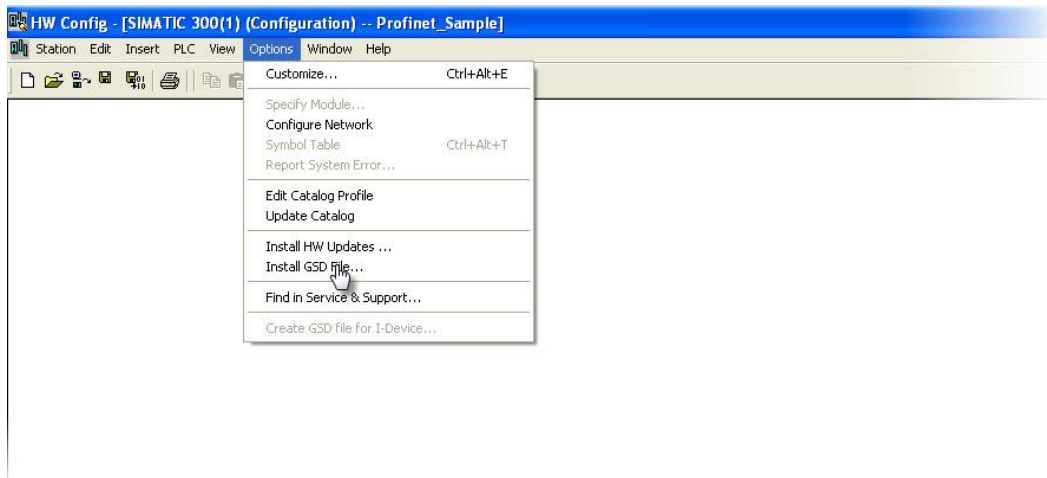 HW Config - [SIMATIC 300(1) (Configuration) -- Profinet_Sample]
Station Edit Insert PLC View Options Window Help
Customize... Ctrl+Alt+E
Specify Module...
Configure Network
Symbol Table Ctrl+Alt+T
Report System Error...
Edit Catalog Profile
Update Catalog
Install HW Updates ...
Install GSD File...
Find in Service & Support...
Create GSD file for I-Device...